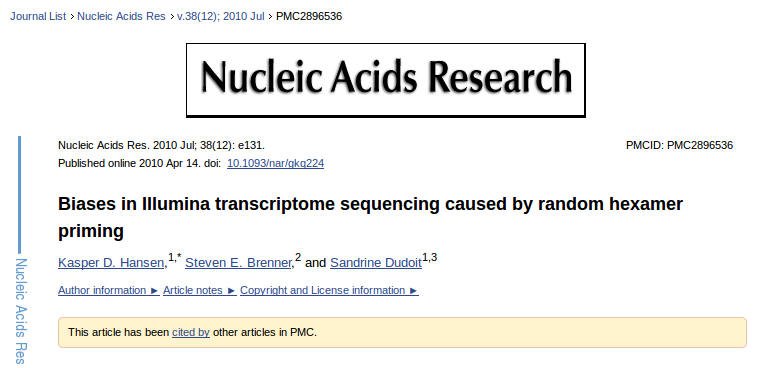 Journal List > Nucleic Acids Res > v.38(12); 2010 Jul > PMC2896536
Nucleic Acids Research
Nucleic Acids Res. 2010 Jul; 38(12): e131.
PMCID: PMC2896536
Published online 2010 Apr 14. doi: 10.1093/nar/gkq224
Biases in Illumina transcriptome sequencing caused by random hexamer
priming
Kasper D. Hansen,1,* Steven E. Brenner,2 and Sandrine Dudoit1,3
Author information ► Article notes ► Copyright and License information ►
This article has been cited by other articles in PMC.
Nucleic Acids Res